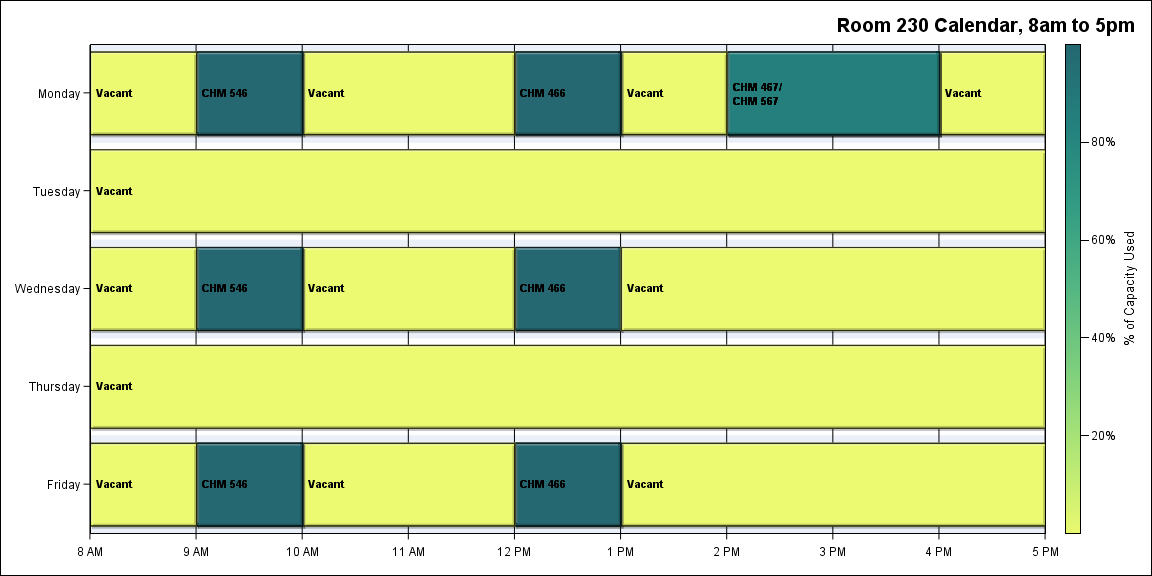 Room 230 Calendar, 8am to 5pm
Monday
Vacant
CHM 546
Vacant
CHM 466
Vacant
CHM 467/
CHM 567
Vacant
Tuesday
Vacant
Wednesday
Vacant
CHM 546
Vacant
CHM 466
Vacant
Thursday
Vacant
Friday
Vacant
CHM 546
Vacant
CHM 466
Vacant
8 AM
9 AM
10 AM
11 AM
12 PM
1 PM
2 PM
3 PM
4 PM
5 PM
80%
60%
40%
20%
% of Capacity Used